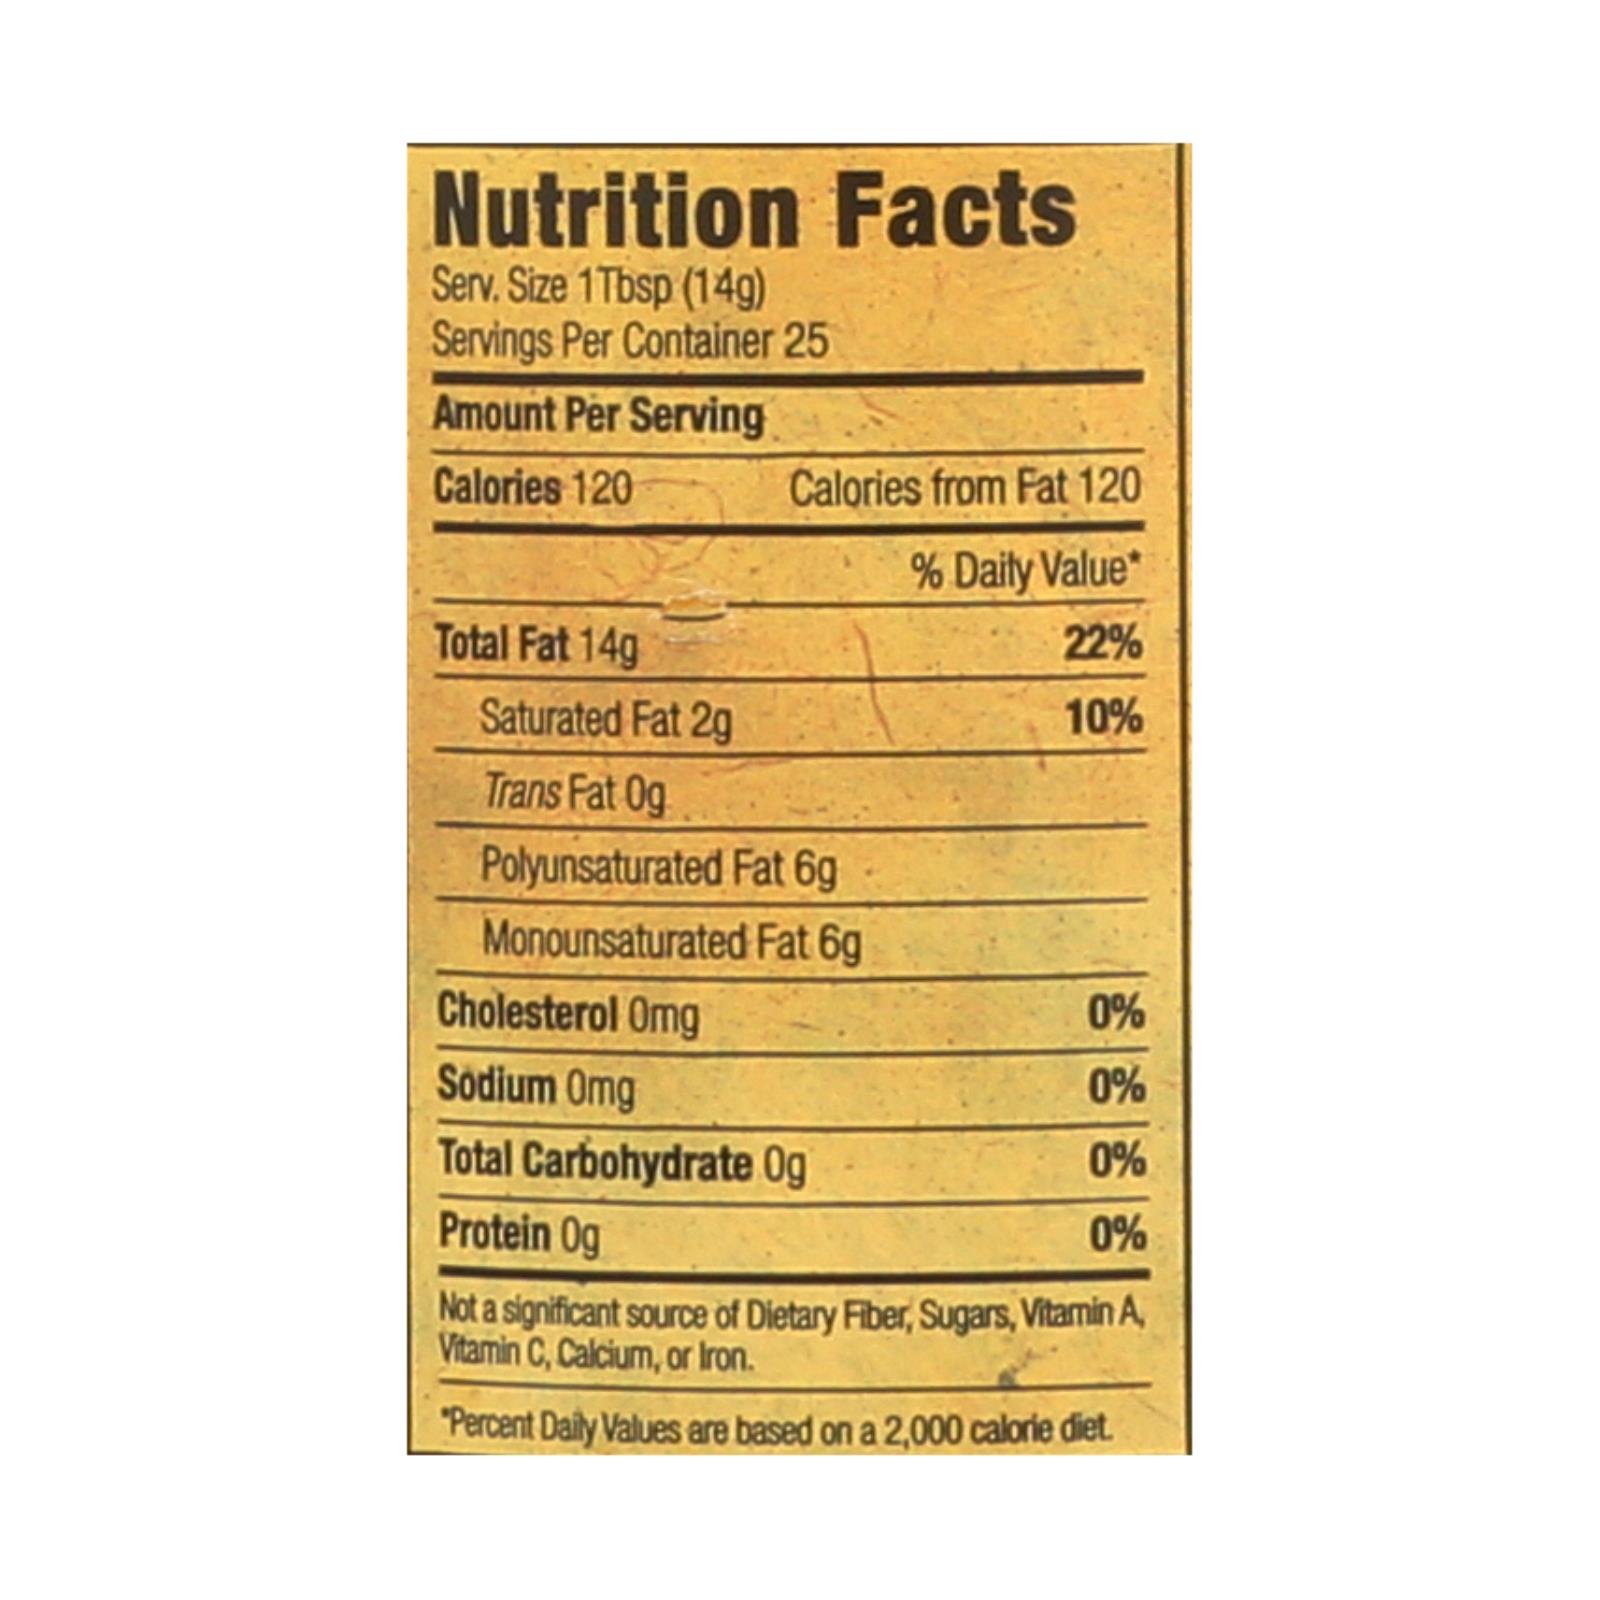 Nutrition Facts
Serv. Size 1Tbsp (14g)
Servings Per Container 25
Amount Per Serving
Calories 120 Calories from Fat 120
% Daily Value*
Total Fat 14g 22%
Saturated Fat 2g 10%
Trans Fat 0g
Polyunsaturated Fat 6g
Monounsaturated Fat 6g
Cholesterol 0mg 0%
Sodium 0mg 0%
Total Carbohydrate 0g 0%
Protein 0g 0%
Not a significant source of Dietary Fiber, Sugars, Vitamin A,
Vitamin C, Calcium, or Iron.
*Percent Daily Values are based on a 2,000 calorie diet.